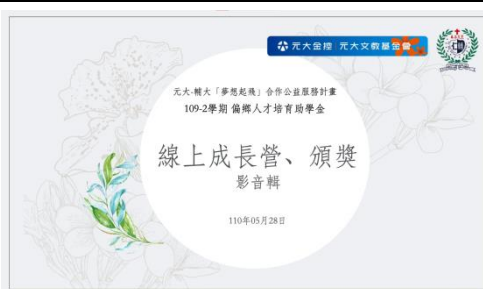 元大金控 元大文教基金會
元大-輔大「夢想起飛」合作公益服務計畫
109-2學期 偏鄉人才培育助學金
線上成長營、頒獎
影音輯
110年05月28日